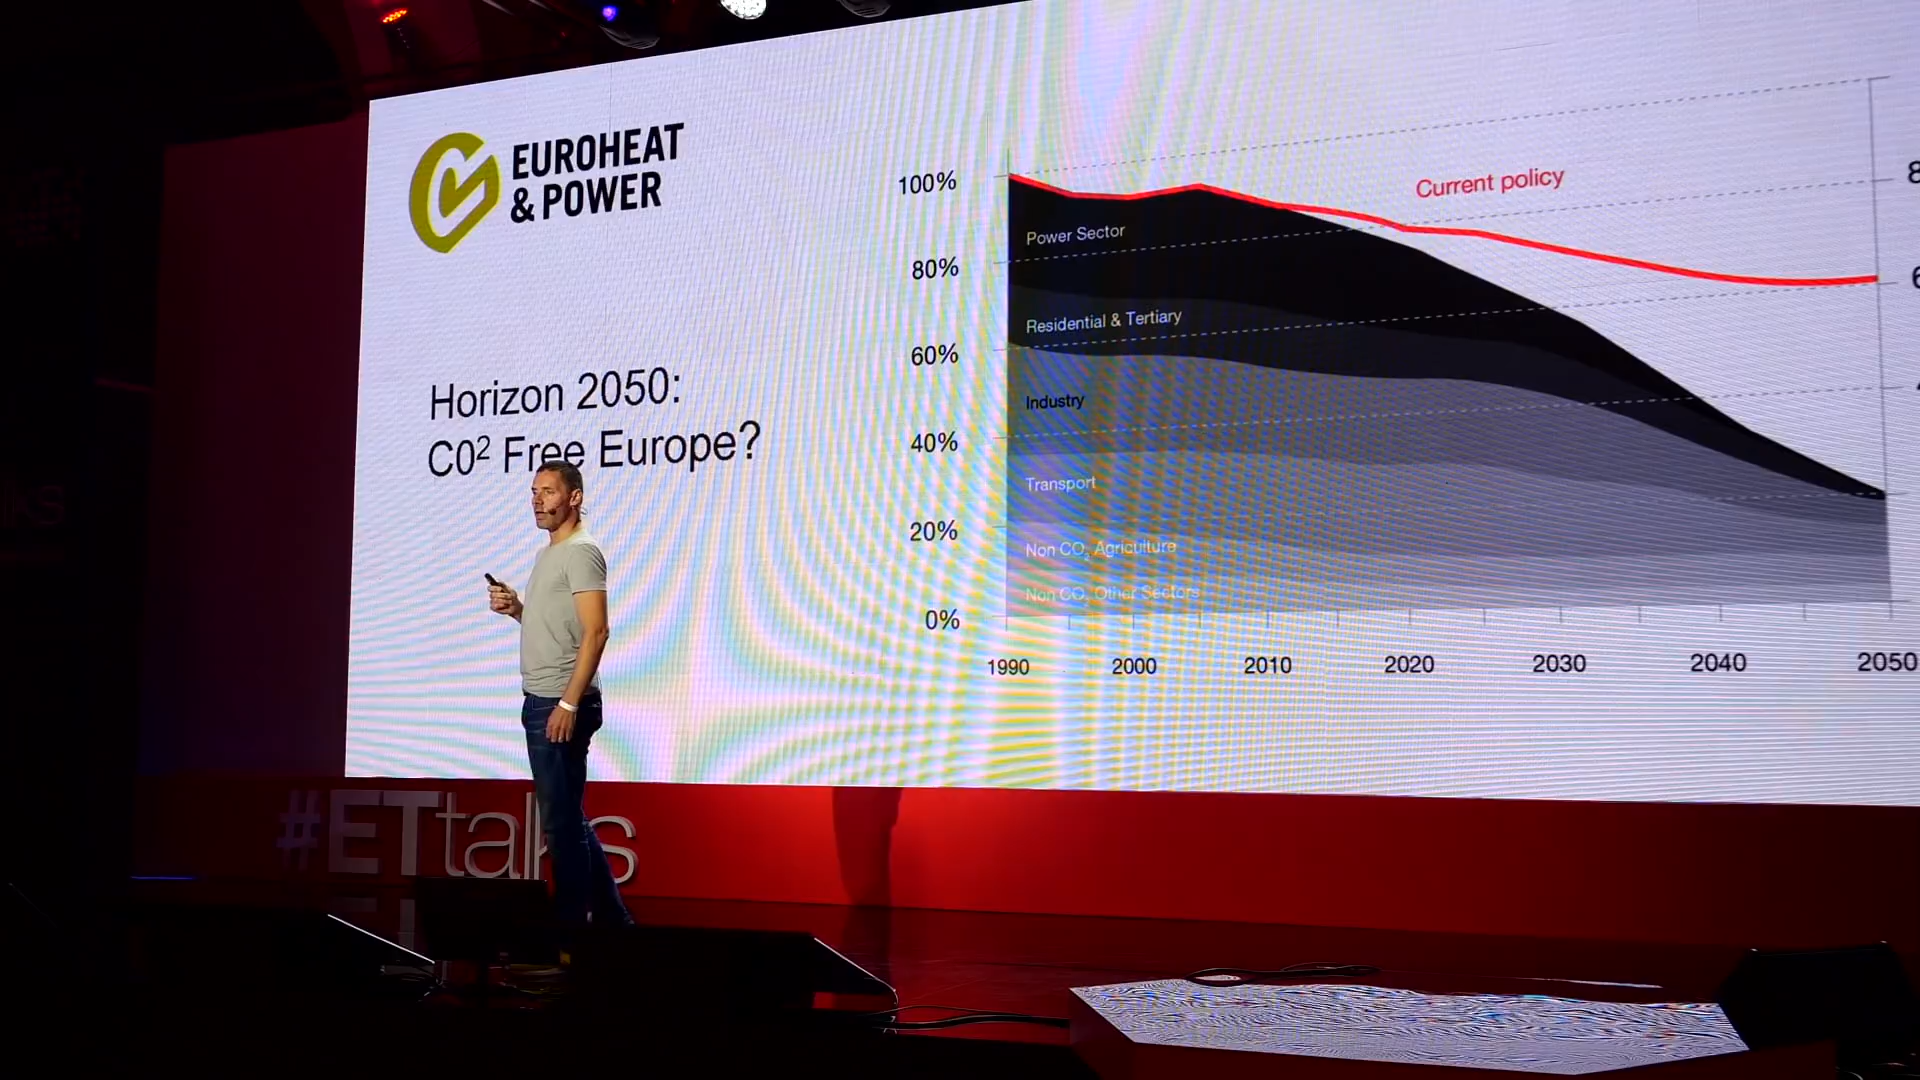 EUROHEAT
& POWER
Horizon 2050:
C0² Free Europe?
Current policy
100%
80%
60%
40%
20%
0%
Power Sector
Residential & Tertiary
Industry
Transport
Non CO₂ Agriculture
Non CO₂ Other Sectors
1990 2000 2010 2020 2030 2040 2050
#ETtalks